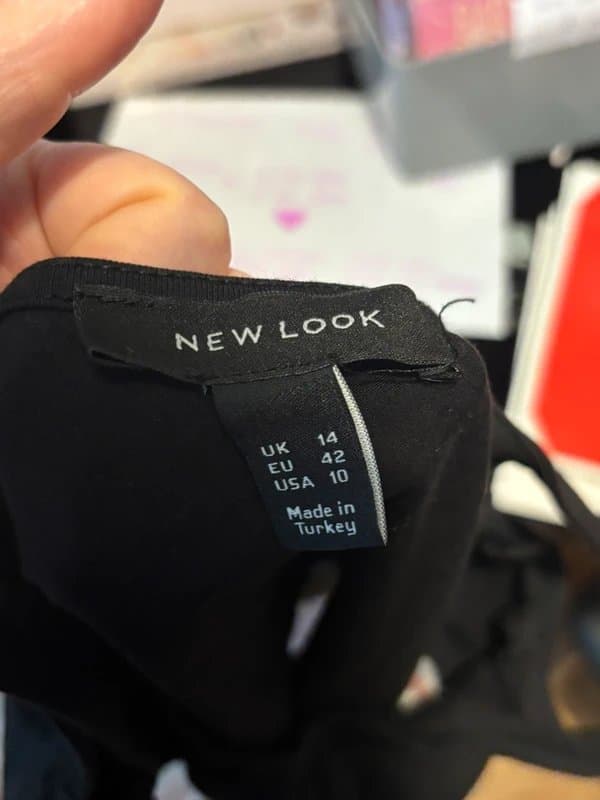 NEW LOOK
UK 14
EU 42
USA 10
Made in
Turkey